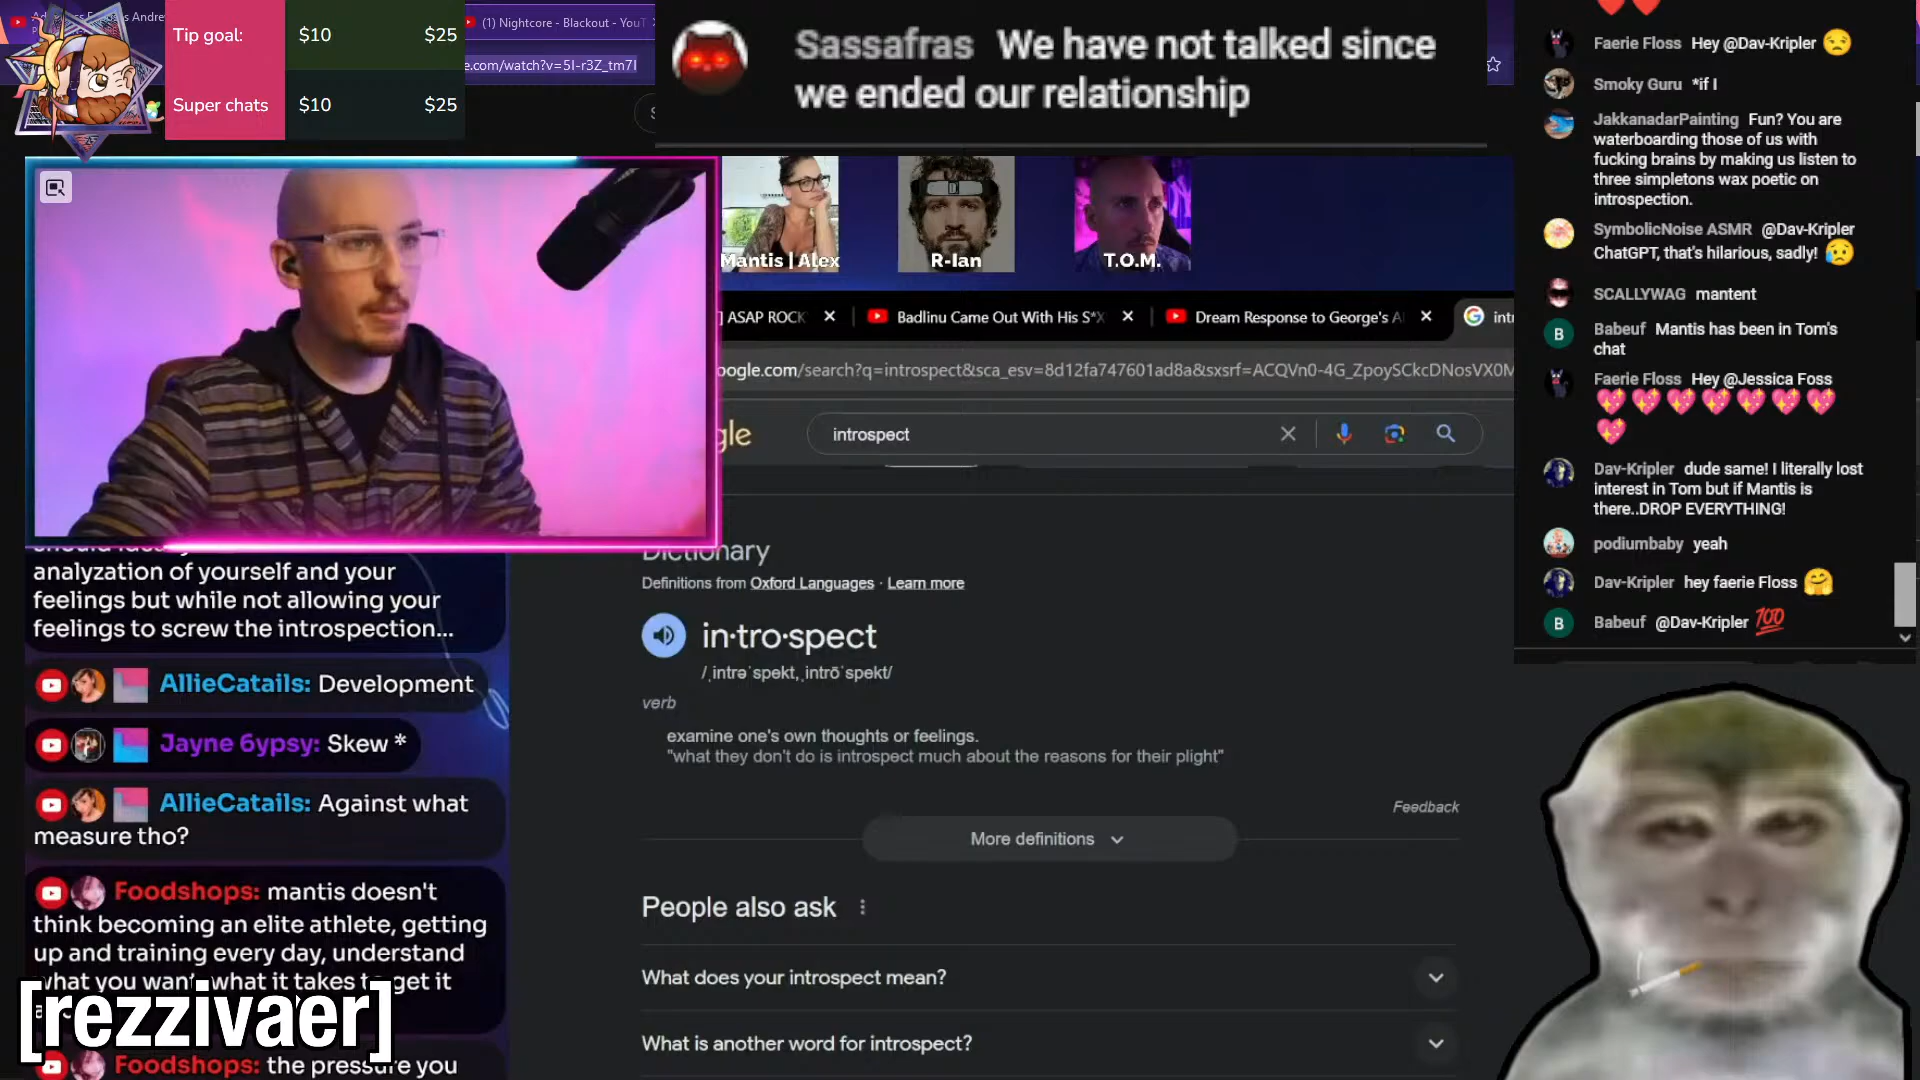 Tip goal: $10 $25
Super chats $10 $25
(1) Nightcore - Blackout - YouT
e.com/watch?v=5I-r3Z_tm7I
Sassafras We have not talked since
we ended our relationship
Mantis | Alex
R-Ian
T.O.M.
] ASAP ROCK
Badlinu Came Out With His S*X
Dream Response to George's A
int
oogle.com/search?q=introspect&sca_esv=8d12fa747601ad8a&sxsrf=ACQVn0-4G_ZpoySCkcDNosVX0M
gle
introspect
Dictionary
Definitions from Oxford Languages · Learn more
in·tro·spect
/ˌintrəˈspekt,ˌintrōˈspekt/
verb
examine one's own thoughts or feelings.
"what they don't do is introspect much about the reasons for their plight"
Feedback
More definitions
People also ask
What does your introspect mean?
What is another word for introspect?
analyzation of yourself and your
feelings but while not allowing your
feelings to screw the introspection...
AllieCatails: Development
Jayne 6ypsy: Skew *
AllieCatails: Against what
measure tho?
Foodshops: mantis doesn't
think becoming an elite athlete, getting
up and training every day, understand
what you want what it takes to get it
[rezzivaer]
Foodshops: the pressure you
Faerie Floss Hey @Dav-Kripler 😒
Smoky Guru *if I
JakkanadarPainting Fun? You are
waterboarding those of us with
fucking brains by making us listen to
three simpletons wax poetic on
introspection.
SymbolicNoise ASMR @Dav-Kripler
ChatGPT, that's hilarious, sadly! 😥
SCALLYWAG mantent
B Babeuf Mantis has been in Tom's
chat
Faerie Floss Hey @Jessica Foss
💖💖💖💖💖💖💖
💖
Dav-Kripler dude same! I literally lost
interest in Tom but if Mantis is
there..DROP EVERYTHING!
podiumbaby yeah
Dav-Kripler hey faerie Floss 🤗
B Babeuf @Dav-Kripler 💯